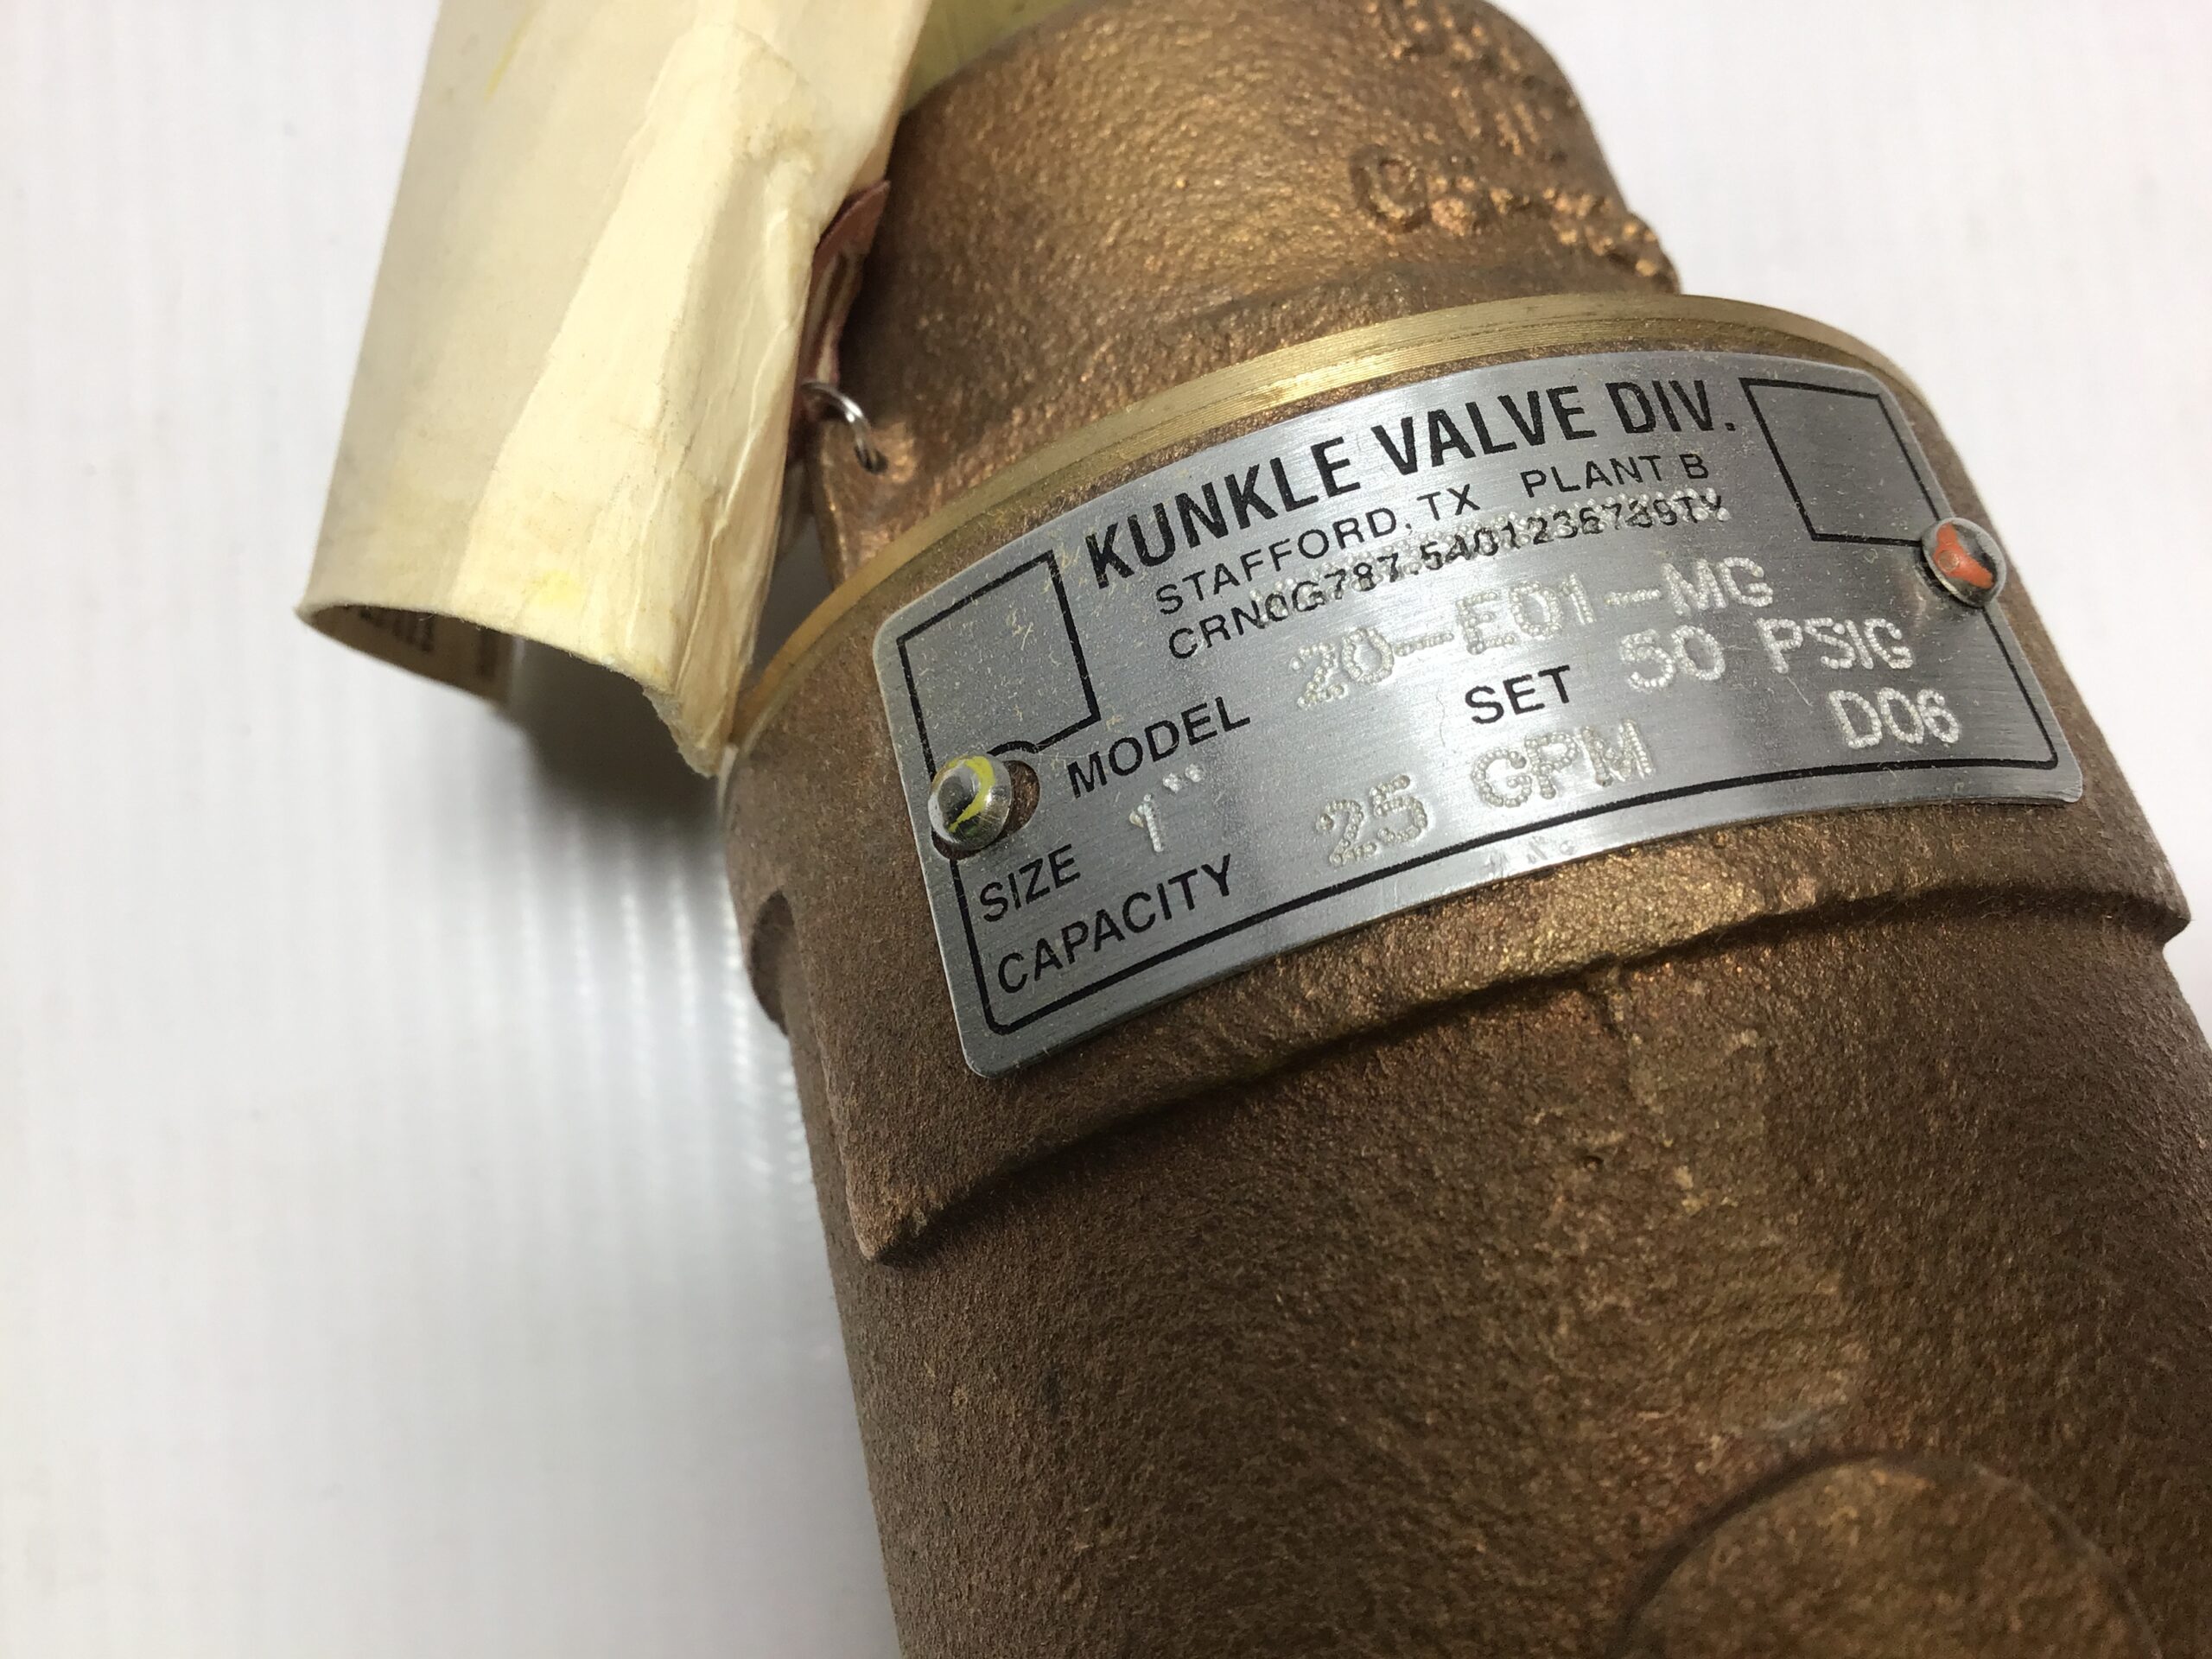 KUNKLE VALVE DIV.
STAFFORD, TX PLANT B
CRN0G787.5401236789TY
MODEL 20-E01-MG
SIZE 1" SET 50 PSIG
CAPACITY 25 GPM D06